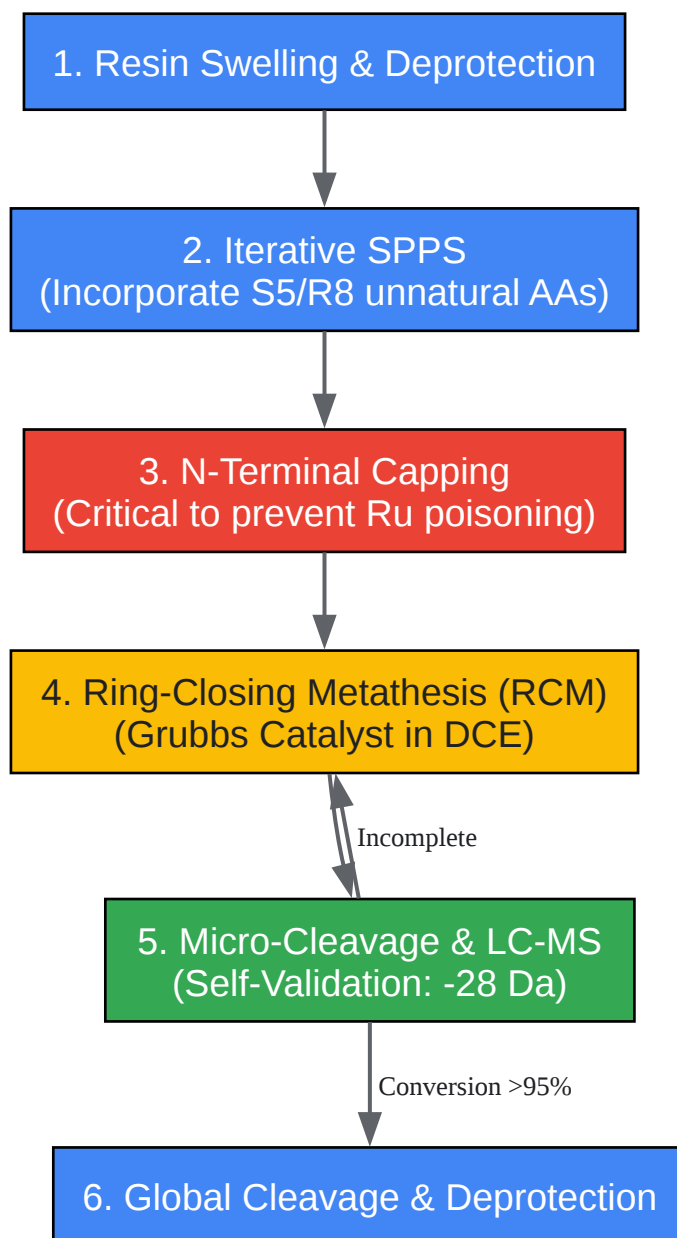 1. Resin Swelling & Deprotection
2. Iterative SPPS
(Incorporate S5/R8 unnatural AAs)
3. N-Terminal Capping
(Critical to prevent Ru poisoning)
4. Ring-Closing Metathesis (RCM)
(Grubbs Catalyst in DCE)
Incomplete
5. Micro-Cleavage & LC-MS
(Self-Validation: -28 Da)
Conversion >95%
6. Global Cleavage & Deprotection